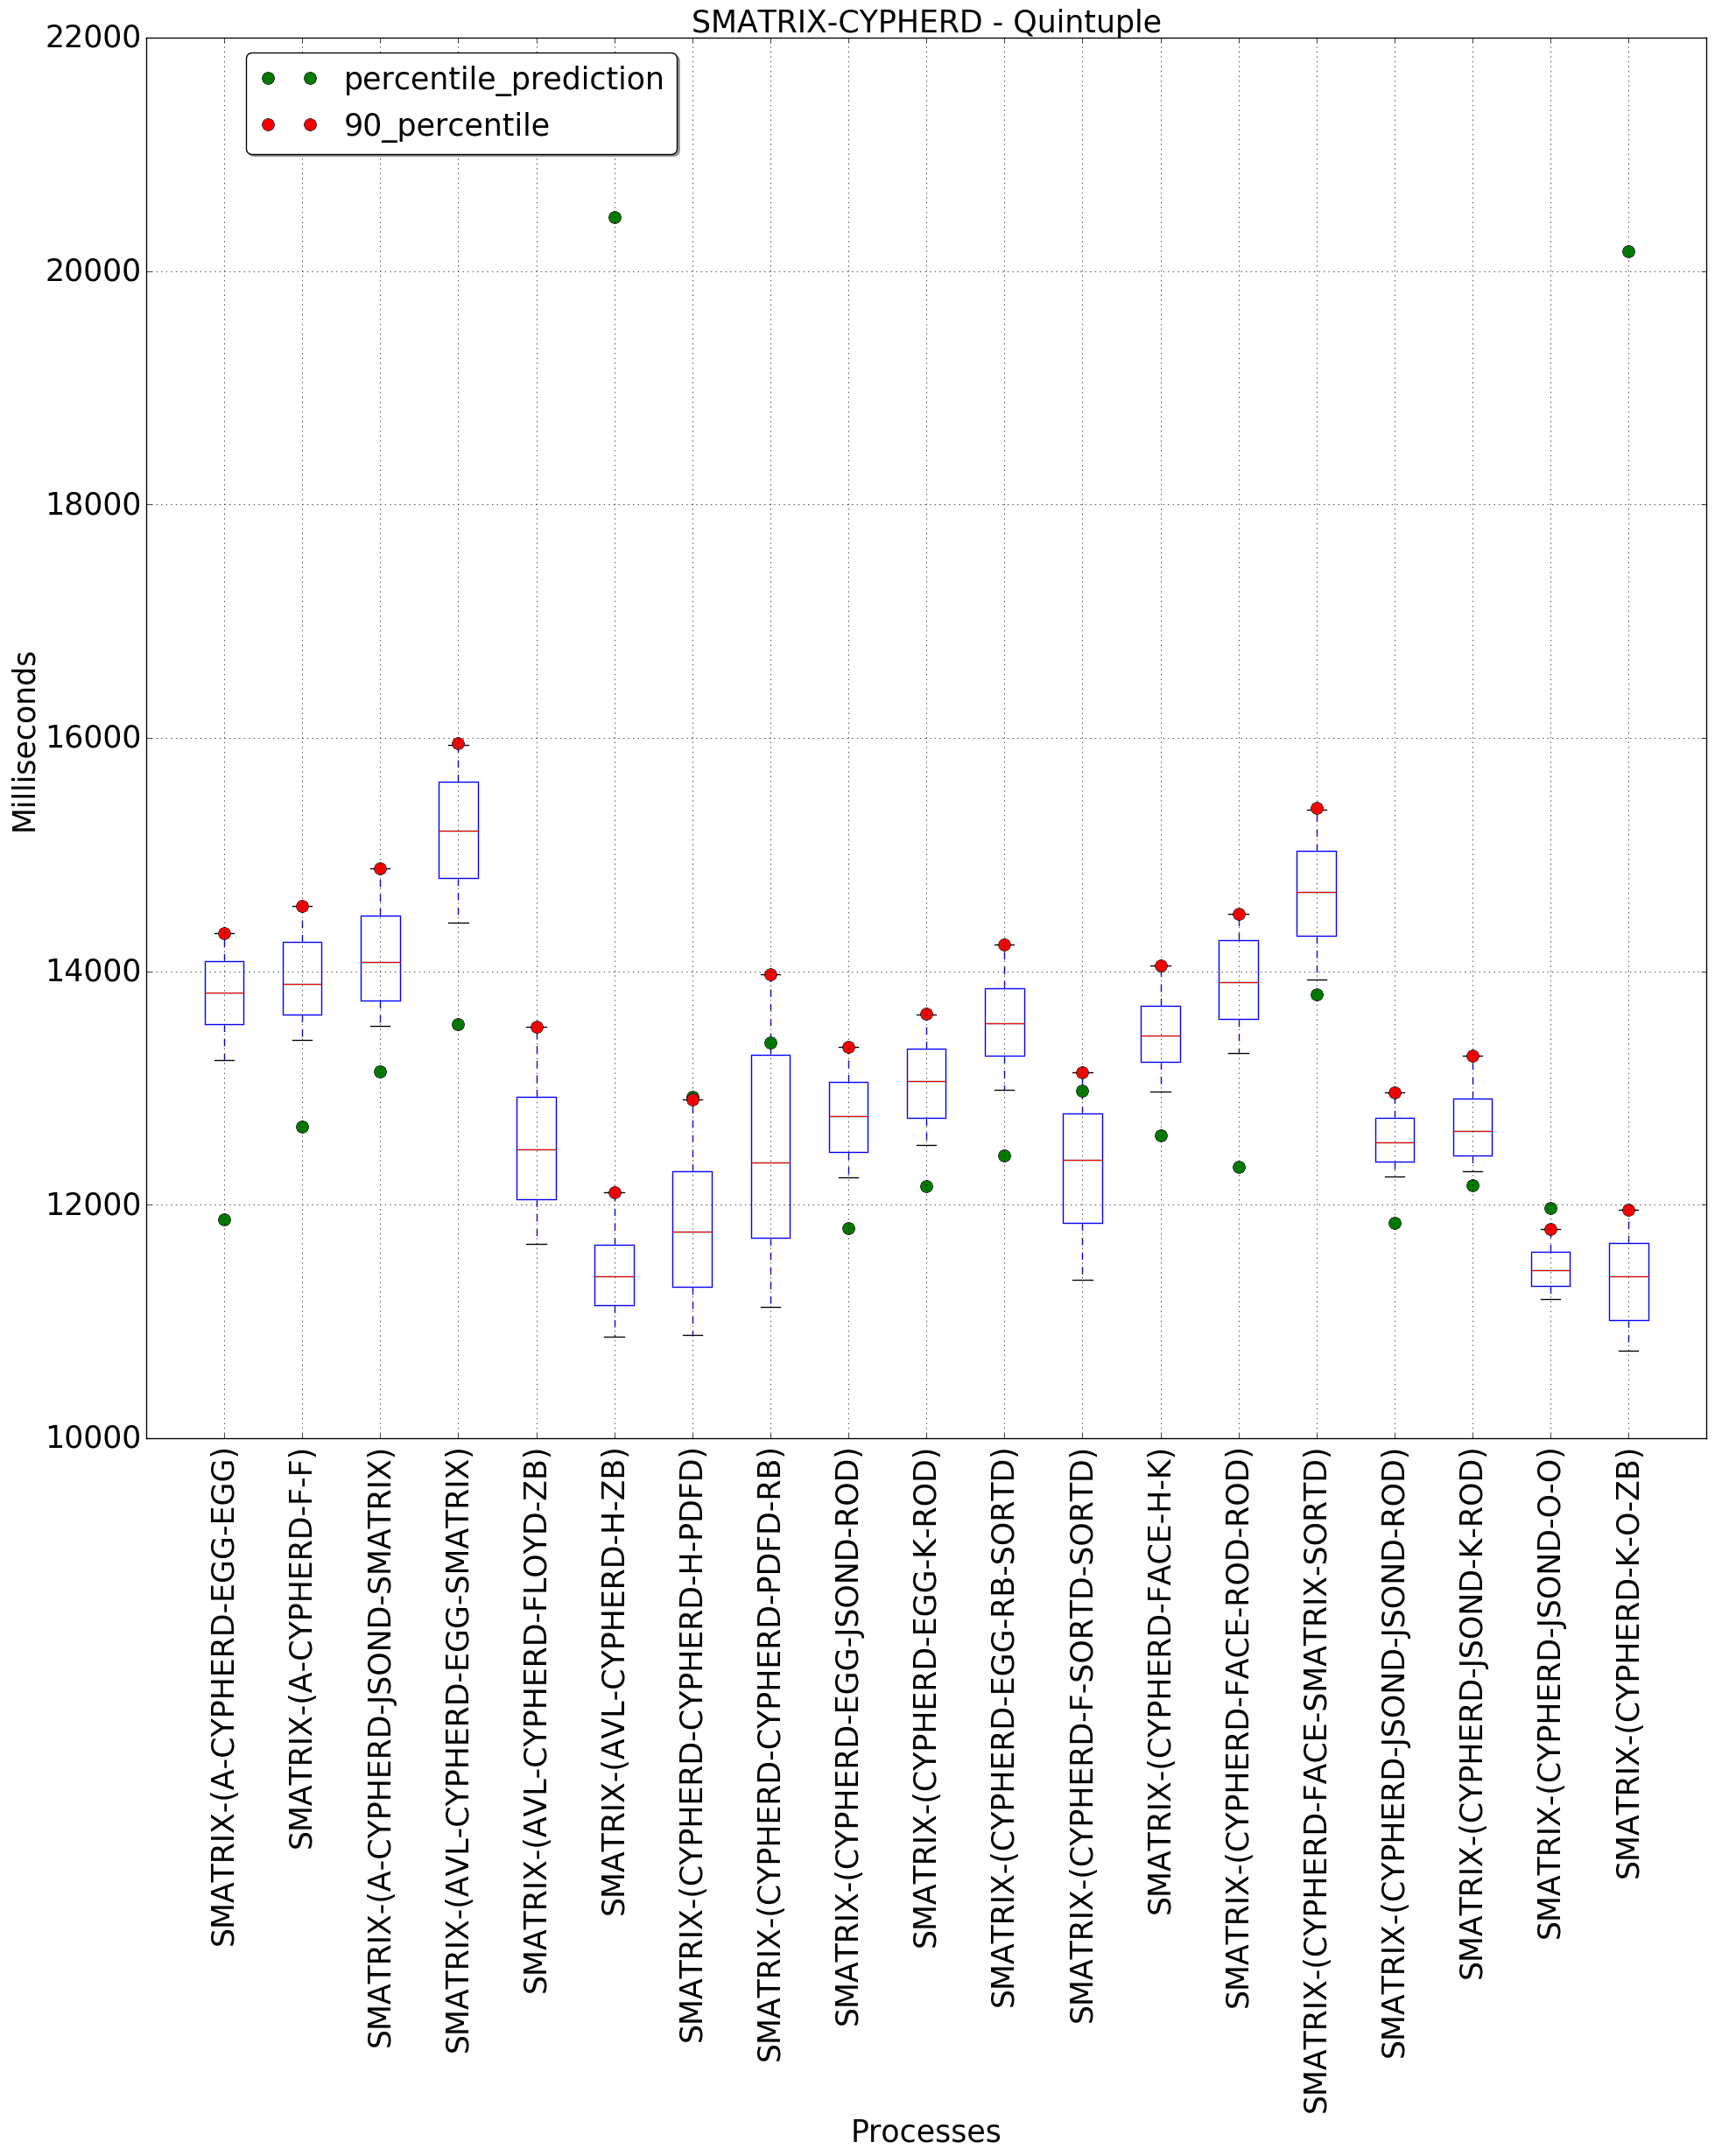 SMATRIX-CYPHERD - Quintuple
percentile_prediction
90_percentile
22000
20000
18000
16000
14000
12000
10000
Milliseconds
SMATRIX-(A-CYPHERD-EGG-EGG)
SMATRIX-(A-CYPHERD-F-F)
SMATRIX-(A-CYPHERD-JSOND-SMATRIX)
SMATRIX-(AVL-CYPHERD-EGG-SMATRIX)
SMATRIX-(AVL-CYPHERD-FLOYD-ZB)
SMATRIX-(AVL-CYPHERD-H-ZB)
SMATRIX-(CYPHERD-CYPHERD-H-PDFD)
SMATRIX-(CYPHERD-CYPHERD-PDFD-RB)
SMATRIX-(CYPHERD-EGG-JSOND-ROD)
SMATRIX-(CYPHERD-EGG-K-ROD)
SMATRIX-(CYPHERD-EGG-RB-SORTD)
SMATRIX-(CYPHERD-F-SORTD-SORTD)
SMATRIX-(CYPHERD-FACE-H-K)
SMATRIX-(CYPHERD-FACE-ROD-ROD)
SMATRIX-(CYPHERD-FACE-SMATRIX-SORTD)
SMATRIX-(CYPHERD-JSOND-JSOND-ROD)
SMATRIX-(CYPHERD-JSOND-K-ROD)
SMATRIX-(CYPHERD-JSOND-O-O)
SMATRIX-(CYPHERD-K-O-ZB)
Processes